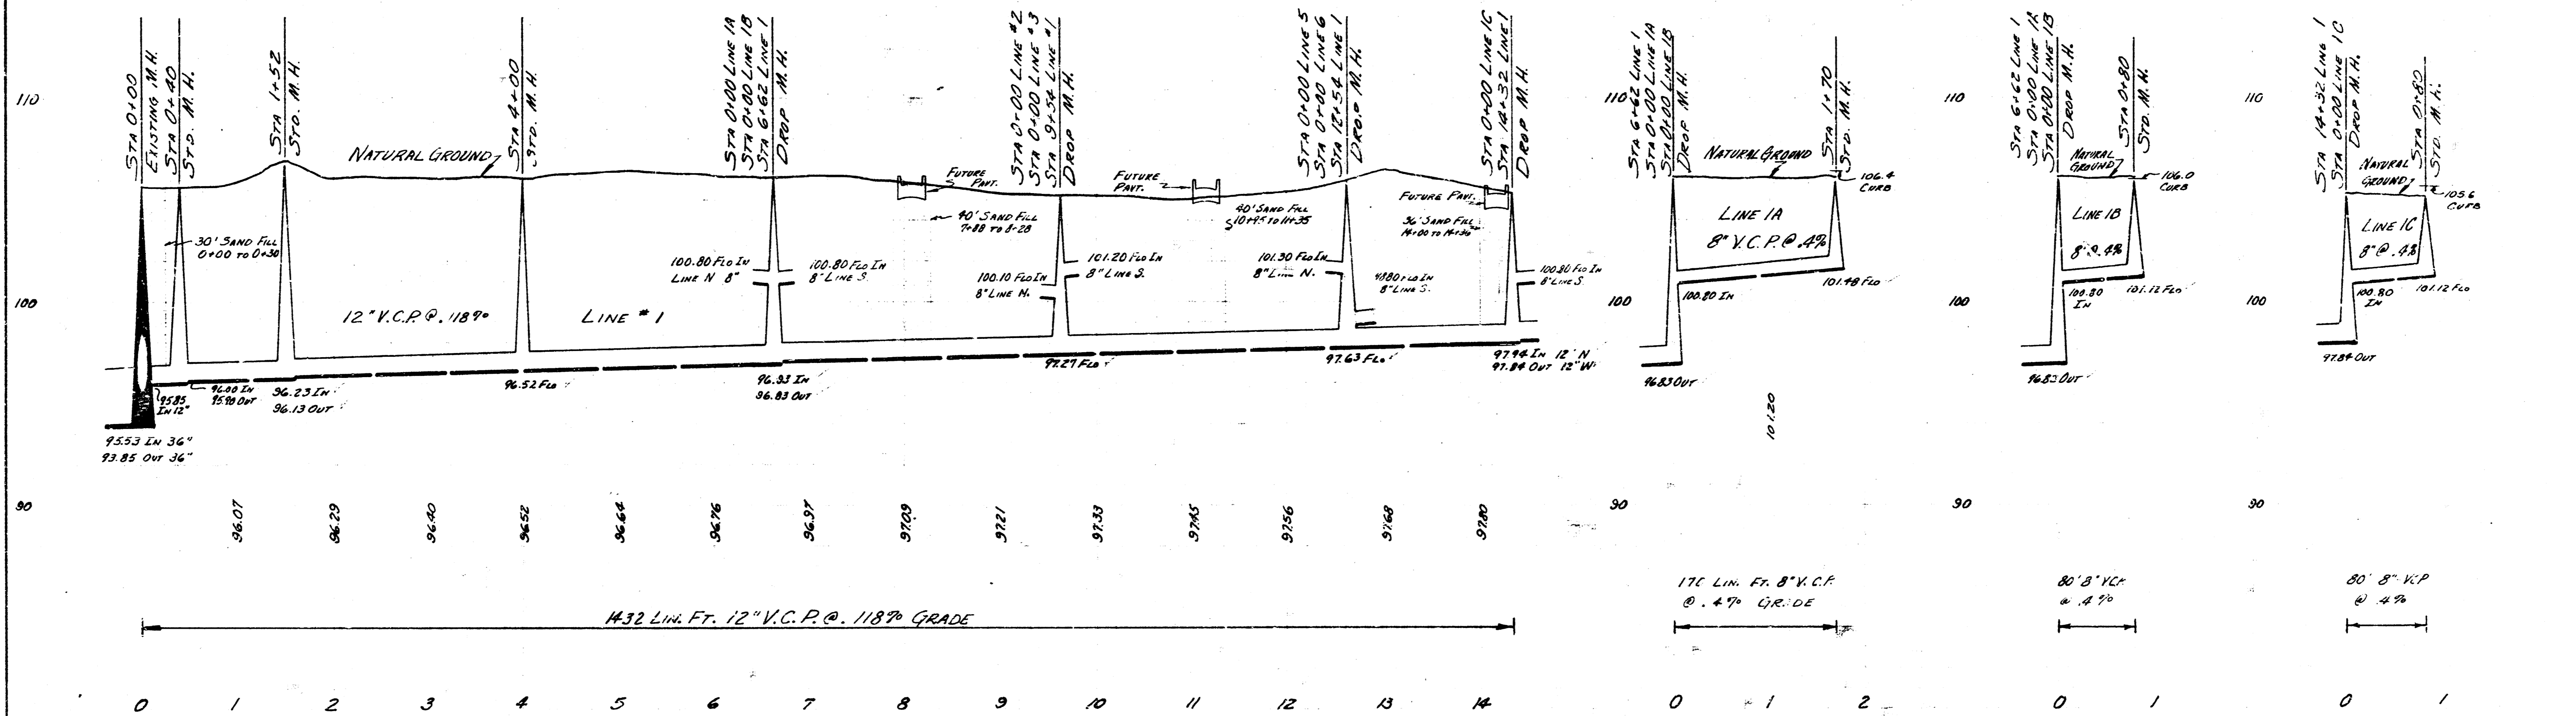 STA 0+00
EXISTING M.H.
STA 0+40
STD. M.H.
STA 1+52
STD. M.H.
STA 4+00
STD. M.H.
STA 0+00 LINE 1A
STA 0+00 LINE 1B
STA 6+62 LINE 1
DROP M.H.
STA 0+00 LINE #2
STA 0+00 LINE #3
STA 9+54 LINE #1
DROP M.H.
STA 0+00 LINE 5
STA 0+00 LINE 6
STA 12+54 LINE 1
DROP M.H.
STA 0+00 LINE 1C
STA 14+32 LINE 1
DROP M.H.
110
NATURAL GROUND
FUTURE
PAVT.
FUTURE
PAVT.
FUTURE PAVT.
30' SAND FILL
0+00 TO 0+30
40' SAND FILL
7+88 TO 8+28
40' SAND FILL
10+95 TO 11+35
36' SAND FILL
14+00 TO 14+36
100.80 FLO IN
LINE N 8"
100.80 FLO IN
8" LINE S.
100.10 FLO IN
8" LINE N.
101.20 FLO IN
8" LINE S.
101.30 FLO IN
8" LINE N.
FLO IN
8" LINE S.
100.80 FLO IN
8" LINE S.
100
12" V.C.P. @ .118%
LINE #1
95.85
IN 12"
96.00 IN
95.90 OUT
96.23 IN
96.13 OUT
96.52 FLO
96.93 IN
96.83 OUT
97.27 FLO
97.63 FLO
97.94 IN 12" N
97.84 OUT 12" W
95.53 IN 36"
93.85 OUT 36"
90
96.07
96.29
96.40
96.52
96.64
96.76
96.97
97.09
97.21
97.33
97.45
97.56
97.68
97.80
1432 LIN. FT. 12" V.C.P. @ .118% GRADE
0 1 2 3 4 5 6 7 8 9 10 11 12 13 14
STA 6+62 LINE 1
STA 0+00 LINE 1A
STA 0+00 LINE 1B
DROP M.H.
STA 1+70
STD. M.H.
110
NATURAL GROUND
106.4
CURB
LINE 1A
8" V.C.P. @ .4%
100
100.80 IN
101.48 FLO
96.83 OUT
101.20
90
170 LIN. FT. 8" V.C.P.
@ .4% GRADE
0 1 2
STA 6+62 LINE 1
STA 0+00 LINE 1A
STA 0+00 LINE 1B
DROP M.H.
STA 0+80
STD. M.H.
110
NATURAL
GROUND
106.0
CURB
LINE 1B
8" @ .4%
100
100.80
IN
101.12 FLO
96.83 OUT
90
80' 8" VCP
@ .4%
0 1
STA 14+32 LINE 1
STA 0+00 LINE 1C
DROP M.H.
STA 0+80
STD. M.H.
110
NATURAL
GROUND
105.6
CURB
LINE 1C
8" @ .4%
100
100.80
IN
101.12 FLO
97.84 OUT
90
80' 8" VCP
@ .4%
0 1